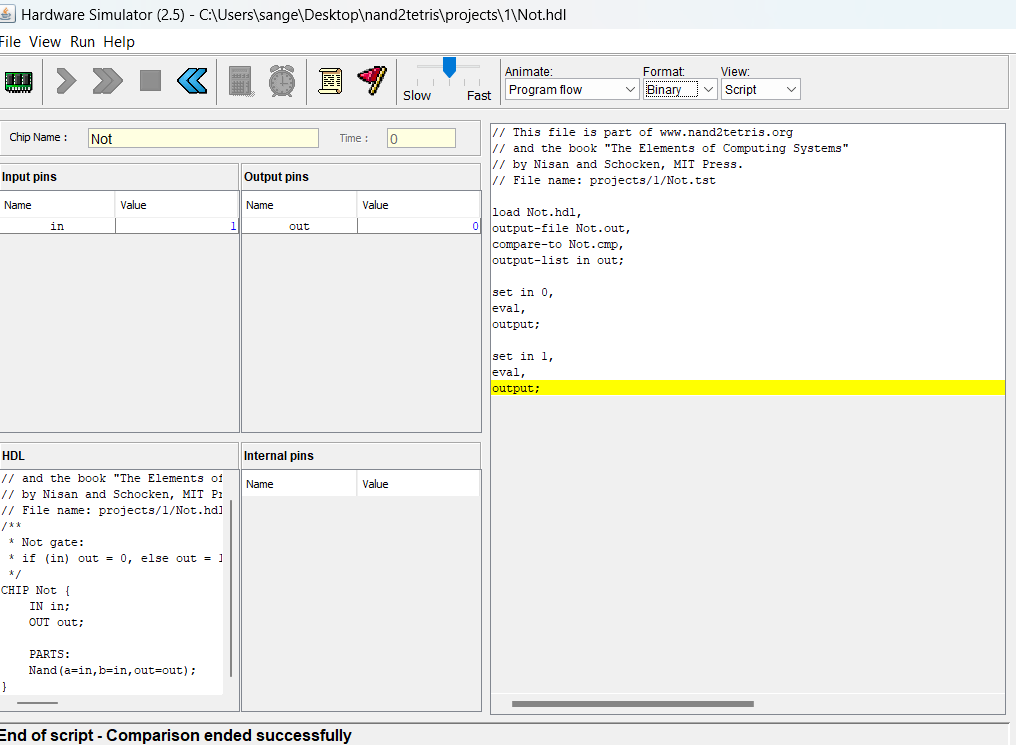 Hardware Simulator (2.5) - C:\Users\sange\Desktop\nand2tetris\projects\1\Not.hdl
File View Run Help
Slow Fast
Animate: Format: View:
Program flow Binary Script
Chip Name : Not Time : 0
Input pins
Name Value
in 1
Output pins
Name Value
out 0
HDL
// and the book "The Elements of
// by Nisan and Schocken, MIT Pr
// File name: projects/1/Not.hdl
/**
* Not gate:
* if (in) out = 0, else out = 1
*/
CHIP Not {
IN in;
OUT out;
PARTS:
Nand(a=in,b=in,out=out);
}
Internal pins
Name Value
// This file is part of www.nand2tetris.org
// and the book "The Elements of Computing Systems"
// by Nisan and Schocken, MIT Press.
// File name: projects/1/Not.tst
load Not.hdl,
output-file Not.out,
compare-to Not.cmp,
output-list in out;
set in 0,
eval,
output;
set in 1,
eval,
output;
End of script - Comparison ended successfully